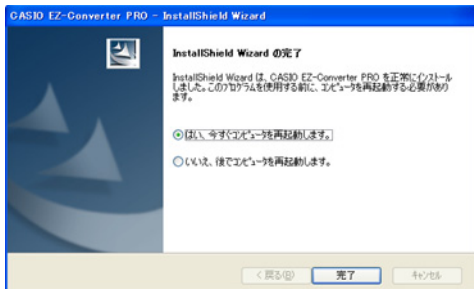 CASIO EZ-Converter PRO - InstallShield Wizard
InstallShield Wizard の完了
InstallShield Wizard は、CASIO EZ-Converter PRO を正常にインストール
しました。このプログラムを使用する前に、コンピュータを再起動する必要があり
ます。
はい、今すぐコンピュータを再起動します。
いいえ、後でコンピュータを再起動します。
< 戻る(B)
完了
キャンセル